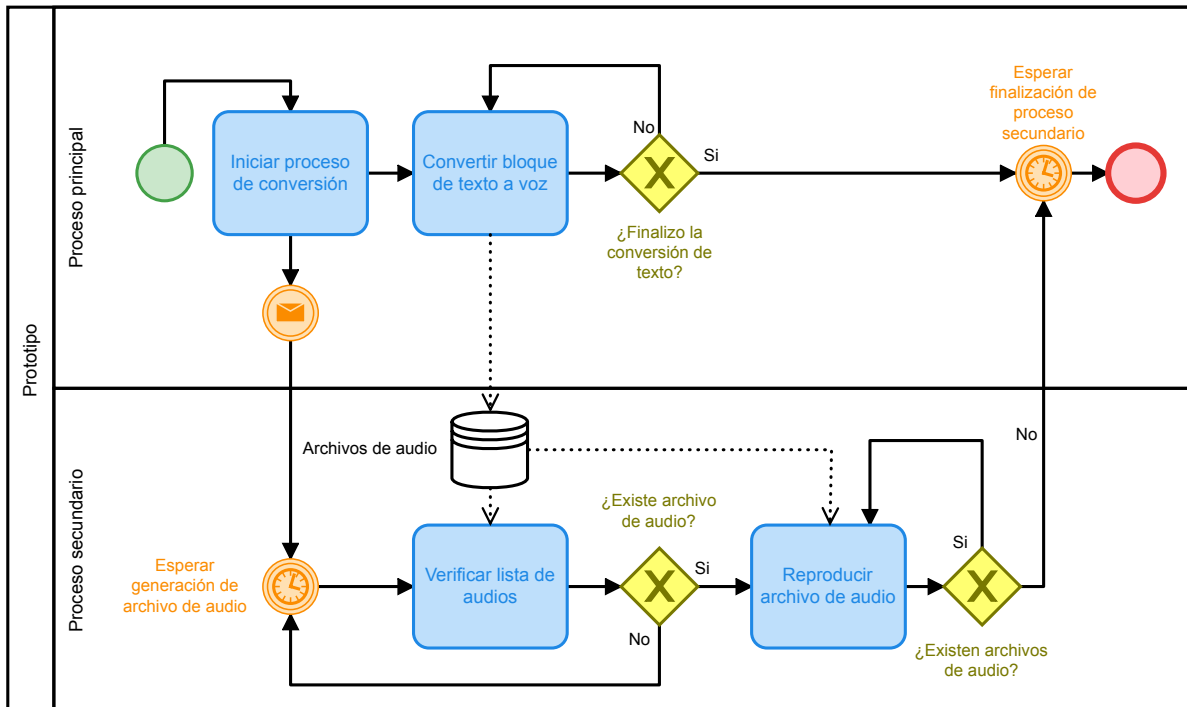 Prototipo
Proceso principal
Iniciar proceso
de conversión
Convertir bloque
de texto a voz
No
Si
¿Finalizo la
conversión de
texto?
Esperar
finalización de
proceso
secundario
Proceso secundario
Archivos de audio
Esperar
generación de
archivo de audio
Verificar lista de
audios
¿Existe archivo
de audio?
Si
No
Reproducir
archivo de audio
Si
No
¿Existen archivos
de audio?